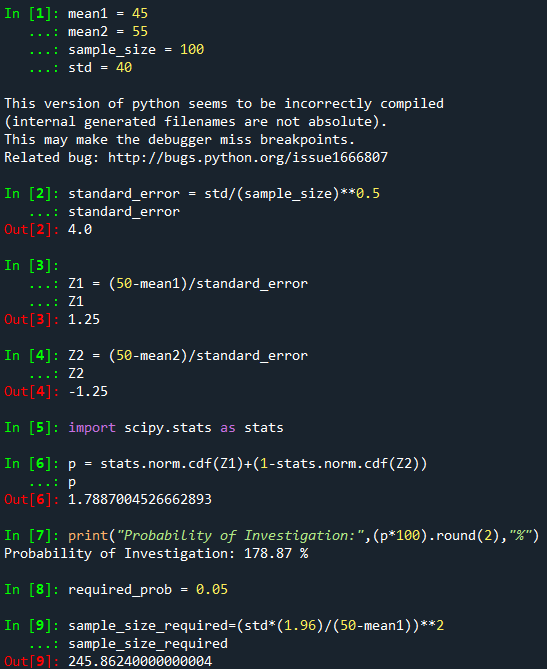 In [1]: mean1 = 45
   ...: mean2 = 55
   ...: sample_size = 100
   ...: std = 40
This version of python seems to be incorrectly compiled
(internal generated filenames are not absolute).
This may make the debugger miss breakpoints.
Related bug: http://bugs.python.org/issue1666807
In [2]: standard_error = std/(sample_size)**0.5
   ...: standard_error
Out[2]: 4.0
In [3]:
   ...: Z1 = (50-mean1)/standard_error
   ...: Z1
Out[3]: 1.25
In [4]: Z2 = (50-mean2)/standard_error
   ...: Z2
Out[4]: -1.25
In [5]: import scipy.stats as stats
In [6]: p = stats.norm.cdf(Z1)+(1-stats.norm.cdf(Z2))
   ...: p
Out[6]: 1.7887004526662893
In [7]: print("Probability of Investigation:",(p*100).round(2),"%")
Probability of Investigation: 178.87 %
In [8]: required_prob = 0.05
In [9]: sample_size_required=(std*(1.96)/(50-mean1))**2
   ...: sample_size_required
Out[9]: 245.86240000000004